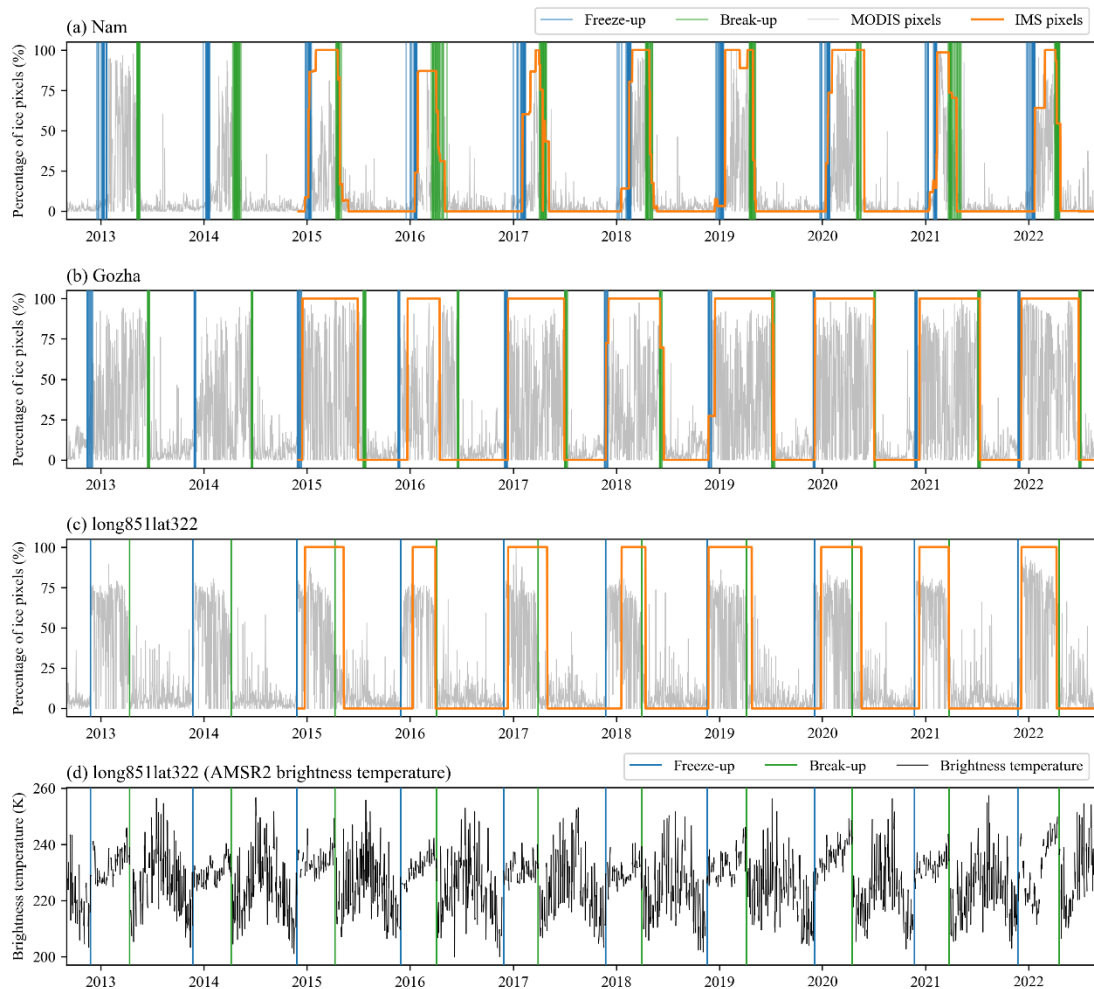 (a) Nam
Freeze-up Break-up MODIS pixels IMS pixels
Percentage of ice pixels (%)
100
75
50
25
0
2013 2014 2015 2016 2017 2018 2019 2020 2021 2022
(b) Gozha
Percentage of ice pixels (%)
100
75
50
25
0
2013 2014 2015 2016 2017 2018 2019 2020 2021 2022
(c) long851lat322
Percentage of ice pixels (%)
100
75
50
25
0
2013 2014 2015 2016 2017 2018 2019 2020 2021 2022
(d) long851lat322 (AMSR2 brightness temperature)
Freeze-up Break-up Brightness temperature
Brightness temperature (K)
260
240
220
200
2013 2014 2015 2016 2017 2018 2019 2020 2021 2022